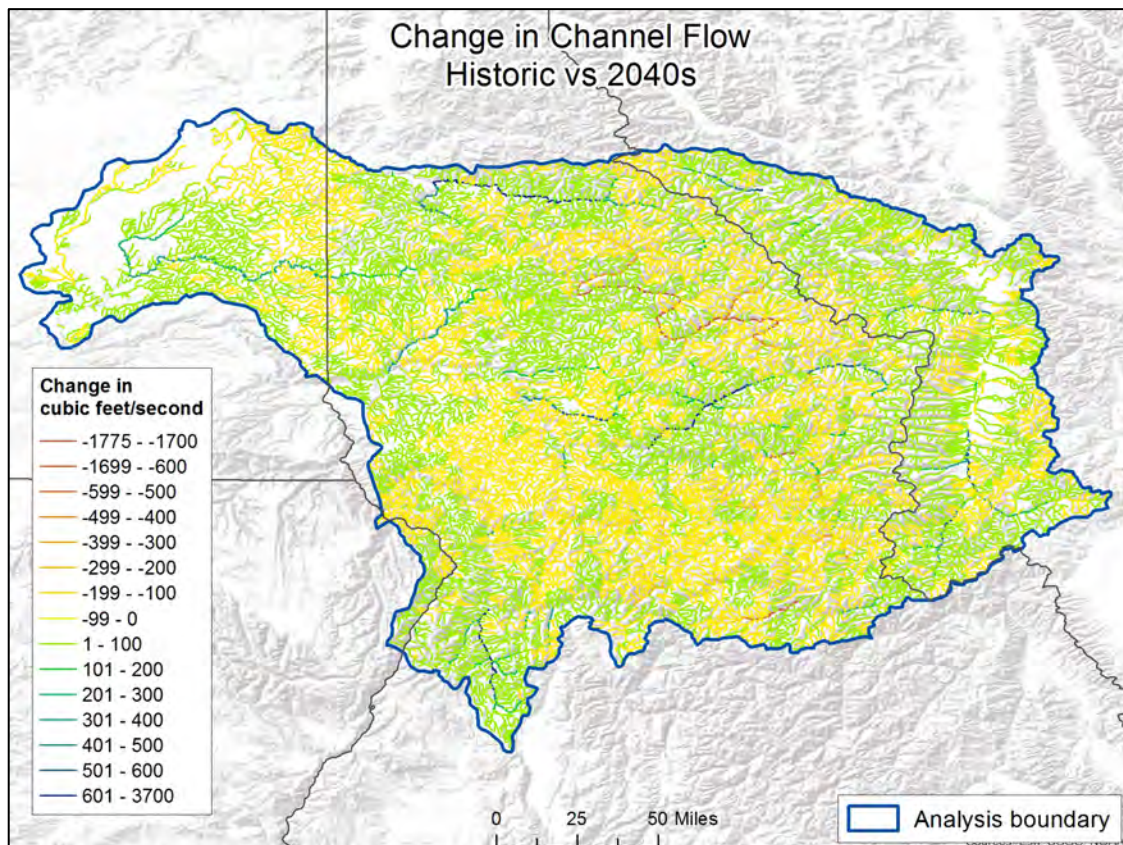 Change in Channel Flow
Historic vs 2040s
Change in
cubic feet/second
-1775 - -1700
-1699 - -600
-599 - -500
-499 - -400
-399 - -300
-299 - -200
-199 - -100
-99 - 0
1 - 100
101 - 200
201 - 300
301 - 400
401 - 500
501 - 600
601 - 3700
0 25 50 Miles
Analysis boundary